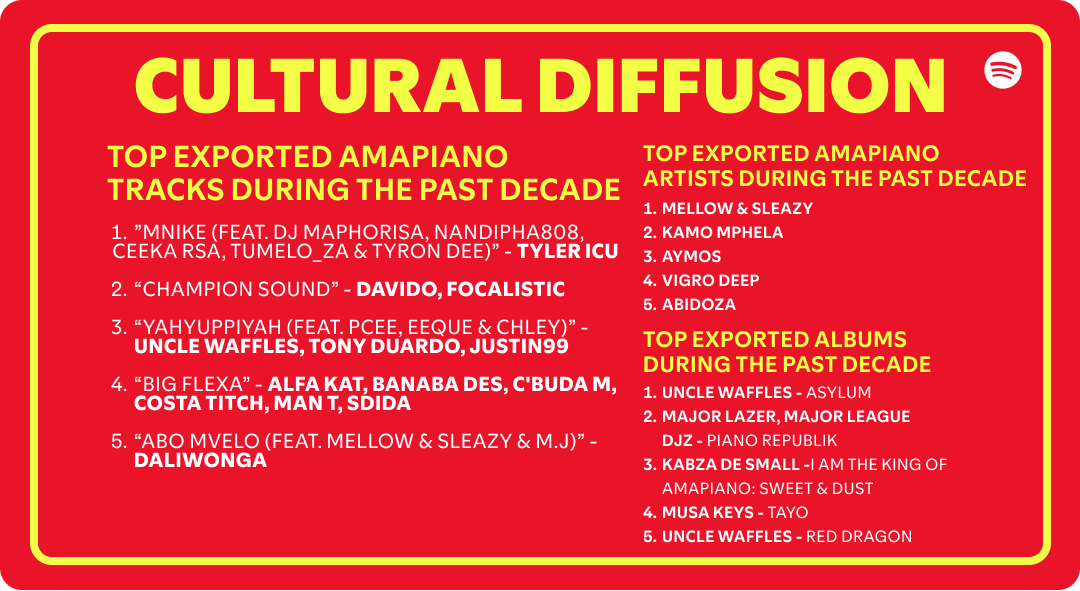 CULTURAL DIFFUSION
TOP EXPORTED AMAPIANO
TRACKS DURING THE PAST DECADE
1. ”MNIKE (FEAT. DJ MAPHORISA, NANDIPHA808,
CEEKA RSA, TUMELO_ZA & TYRON DEE)” - TYLER ICU
2. “CHAMPION SOUND” - DAVIDO, FOCALISTIC
3. “YAHYUPPIYAH (FEAT. PCEE, EEQUE & CHLEY)” -
UNCLE WAFFLES, TONY DUARDO, JUSTIN99
4. “BIG FLEXA” - ALFA KAT, BANABA DES, C'BUDA M,
COSTA TITCH, MAN T, SDIDA
5. “ABO MVELO (FEAT. MELLOW & SLEAZY & M.J)” -
DALIWONGA
TOP EXPORTED AMAPIANO
ARTISTS DURING THE PAST DECADE
1. MELLOW & SLEAZY
2. KAMO MPHELA
3. AYMOS
4. VIGRO DEEP
5. ABIDOZA
TOP EXPORTED ALBUMS
DURING THE PAST DECADE
1. UNCLE WAFFLES - ASYLUM
2. MAJOR LAZER, MAJOR LEAGUE
DJZ - PIANO REPUBLIK
3. KABZA DE SMALL -I AM THE KING OF
AMAPIANO: SWEET & DUST
4. MUSA KEYS - TAYO
5. UNCLE WAFFLES - RED DRAGON